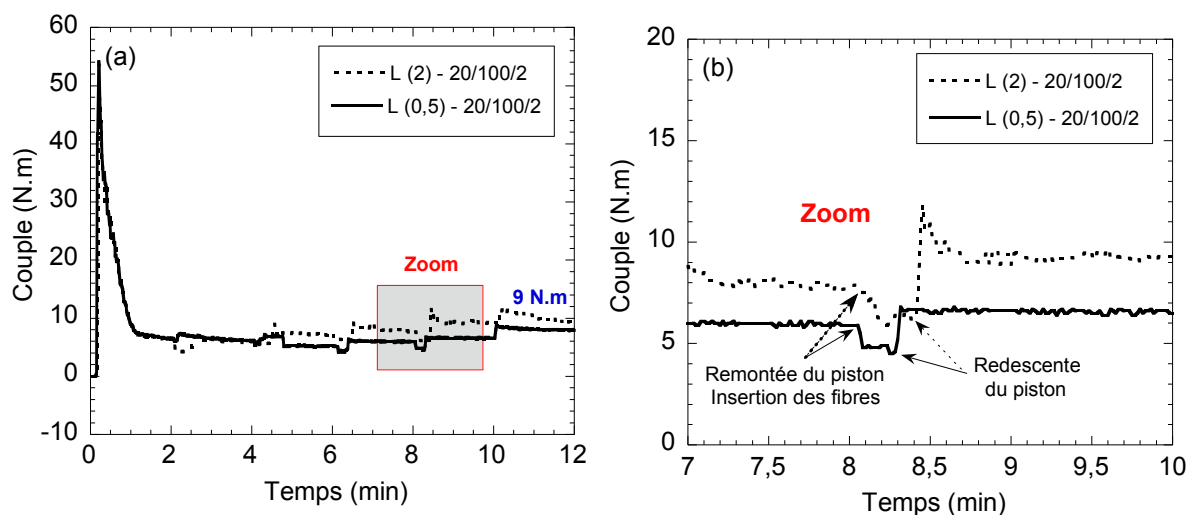 (a)
L (2) - 20/100/2
L (0,5) - 20/100/2
Zoom
9 N.m
Couple (N.m)
60
50
40
30
20
10
0
-10
0
2
4
6
8
10
12
Temps (min)
(b)
L (2) - 20/100/2
L (0,5) - 20/100/2
Zoom
Remontée du piston
Insertion des fibres
Redescente
du piston
Couple (N.m)
20
15
10
5
0
7
7,5
8
8,5
9
9,5
10
Temps (min)